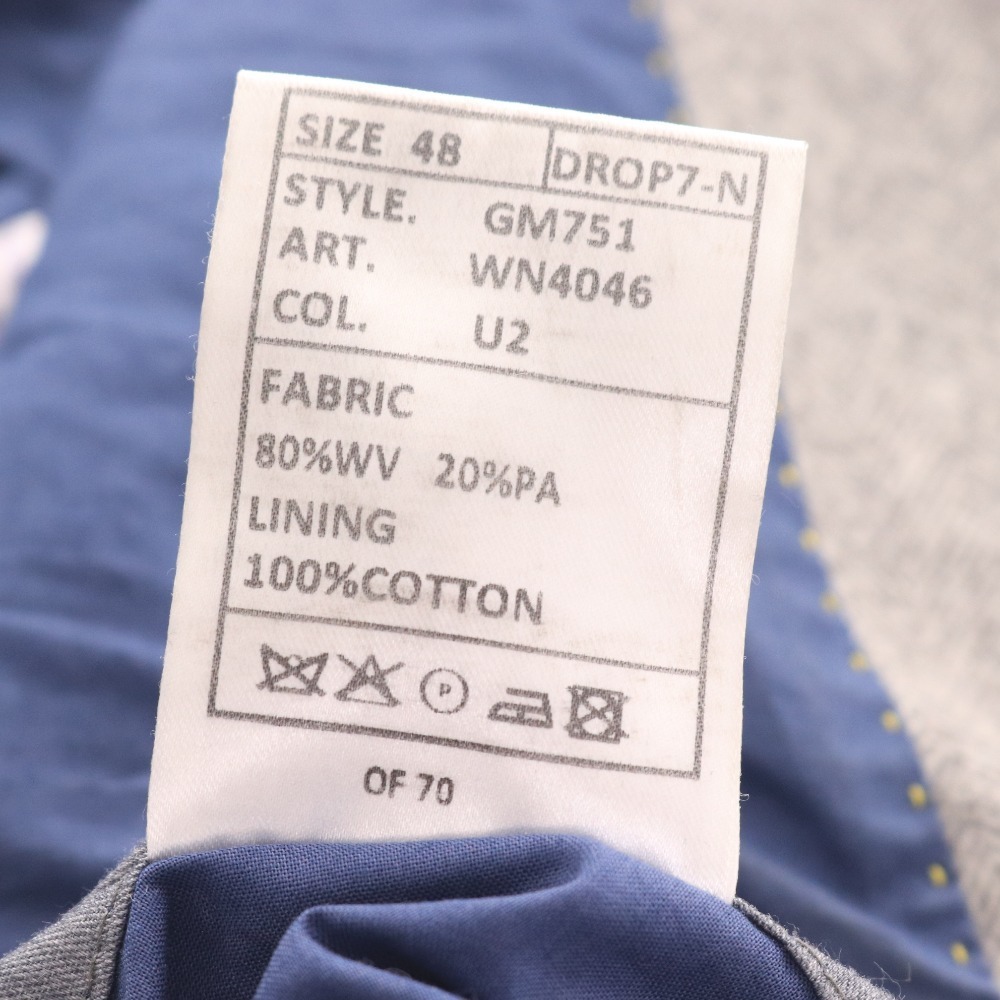 SIZE 48 DROP7-N
STYLE. GM751
ART. WN4046
COL. U2
FABRIC
80%WV 20%PA
LINING
100%COTTON
P
OF 70